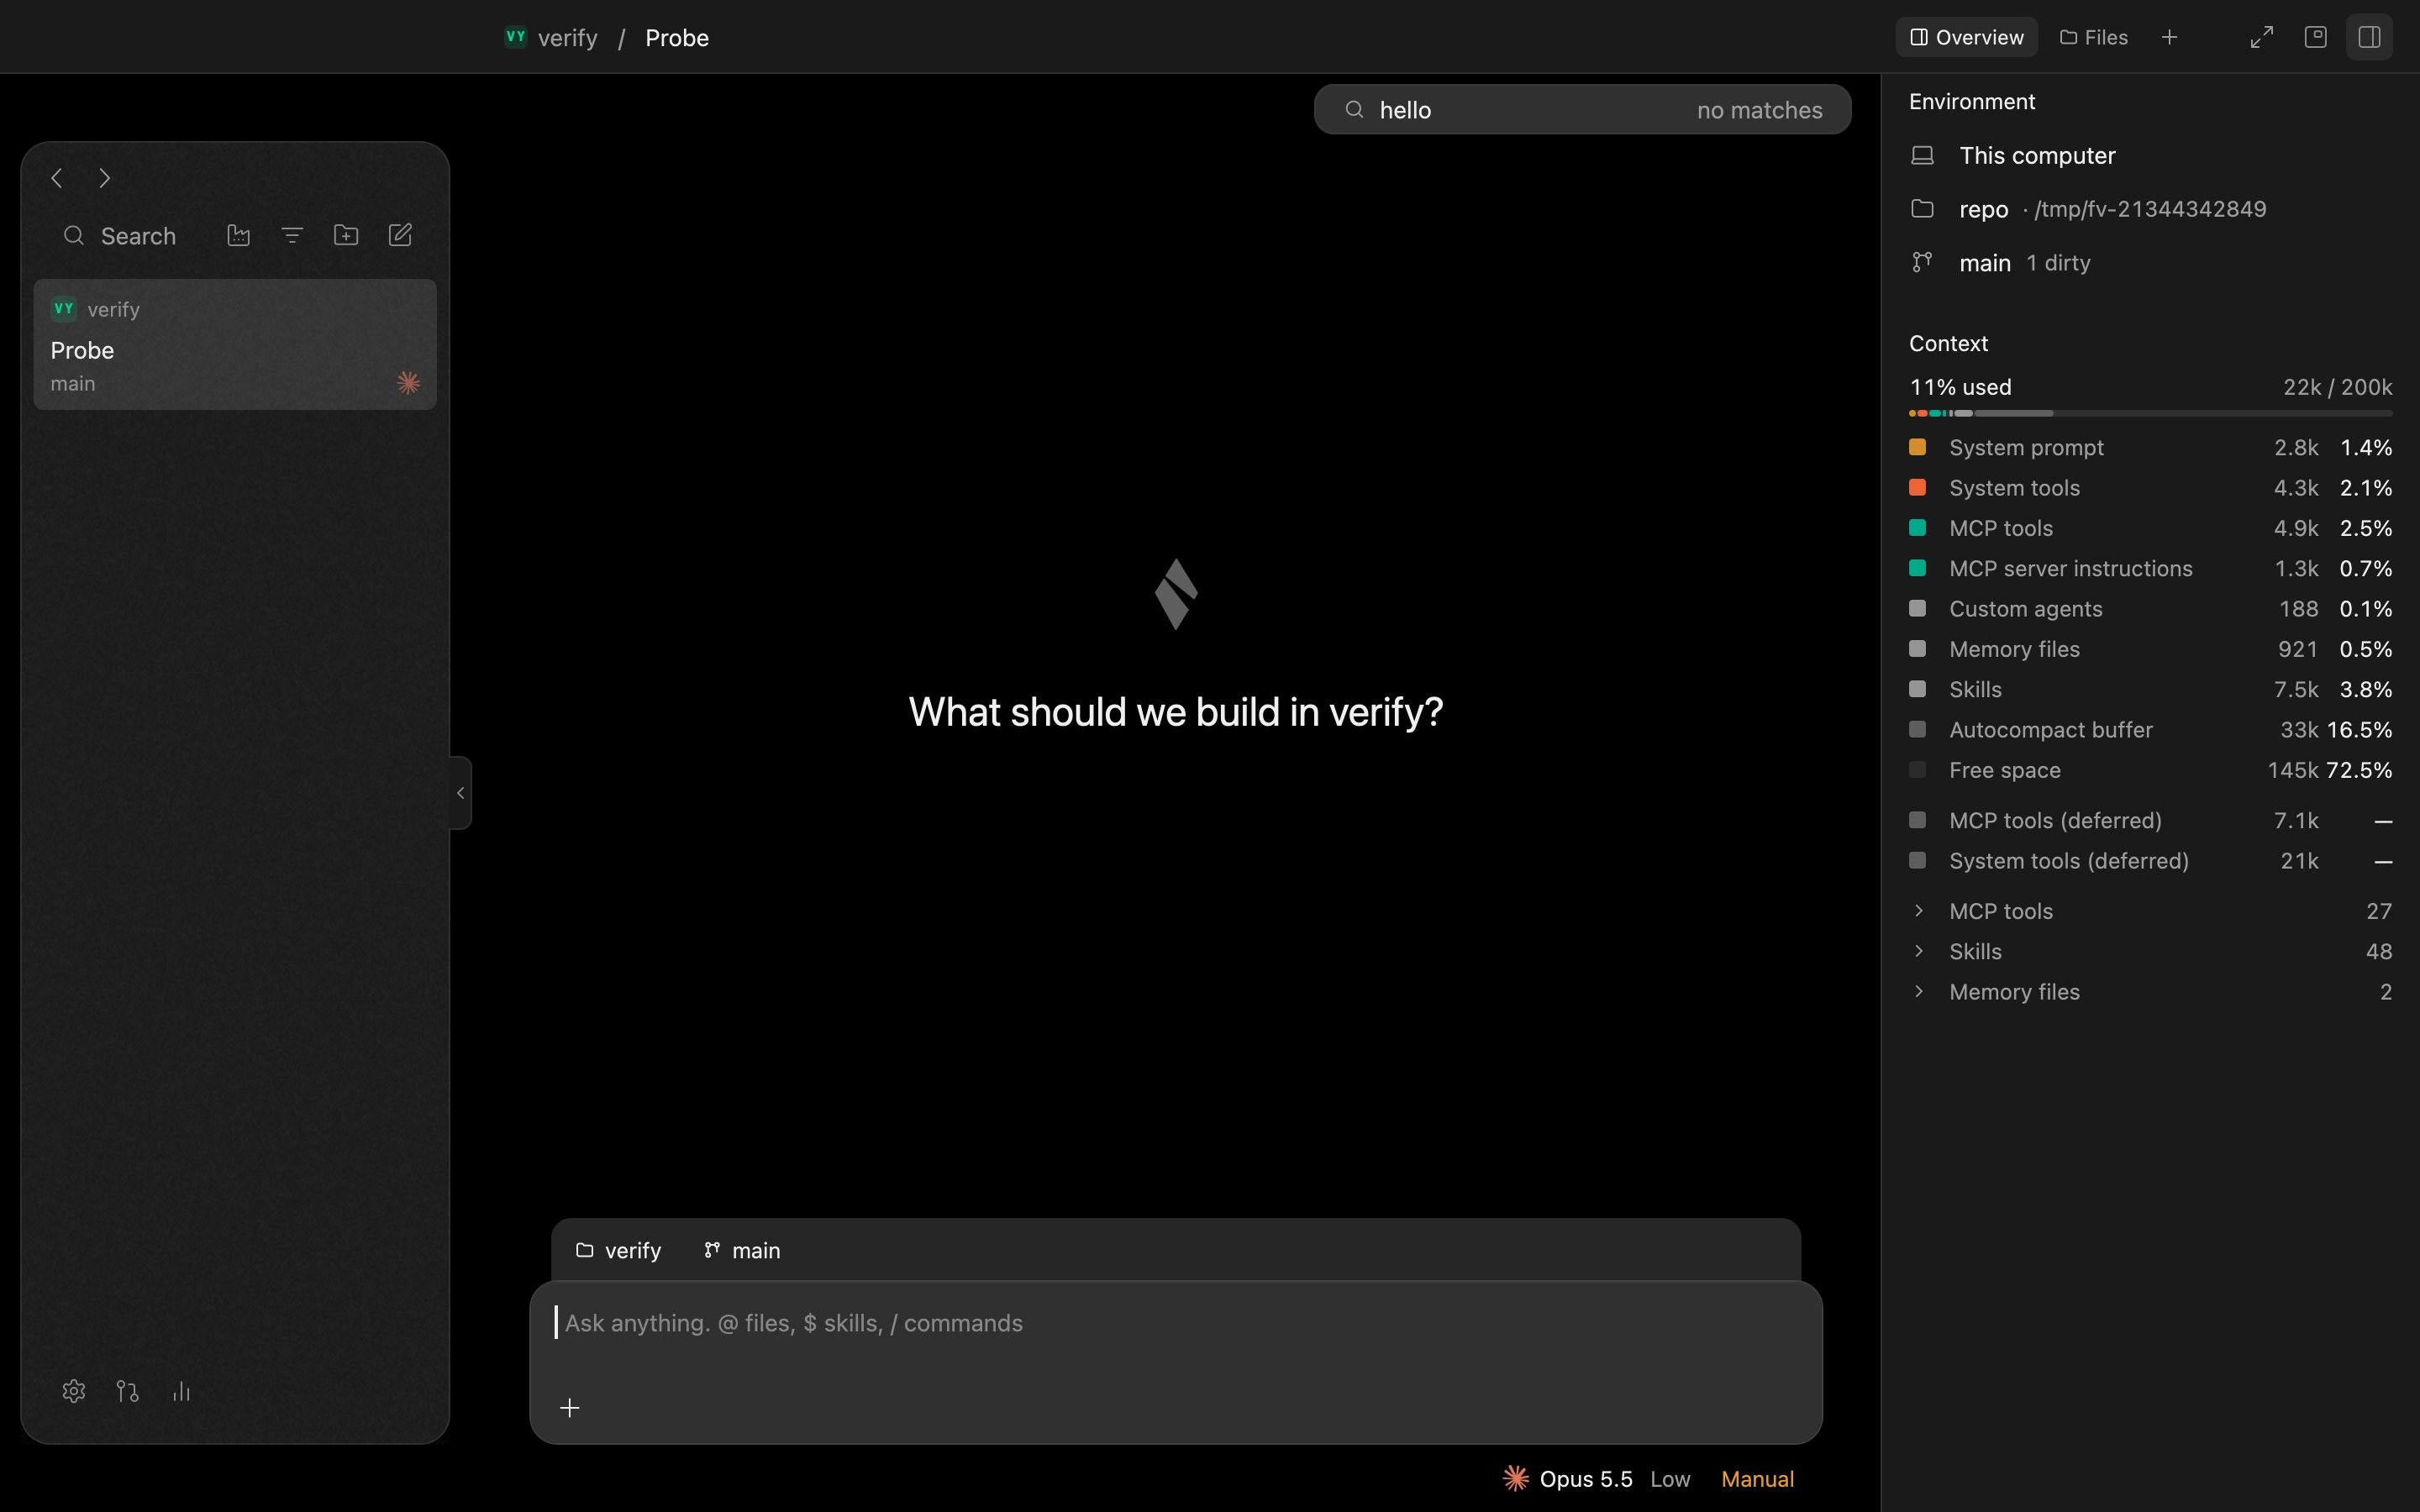 VY verify / Probe
Overview Files
hello no matches
Search
VY verify
Probe
main
What should we build in verify?
verify main
Ask anything. @ files, $ skills, / commands
Opus 5.5 Low Manual
Environment
This computer
repo · /tmp/fv-21344342849
main 1 dirty
Context
11% used 22k / 200k
System prompt 2.8k 1.4%
System tools 4.3k 2.1%
MCP tools 4.9k 2.5%
MCP server instructions 1.3k 0.7%
Custom agents 188 0.1%
Memory files 921 0.5%
Skills 7.5k 3.8%
Autocompact buffer 33k 16.5%
Free space 145k 72.5%
MCP tools (deferred) 7.1k —
System tools (deferred) 21k —
MCP tools 27
Skills 48
Memory files 2